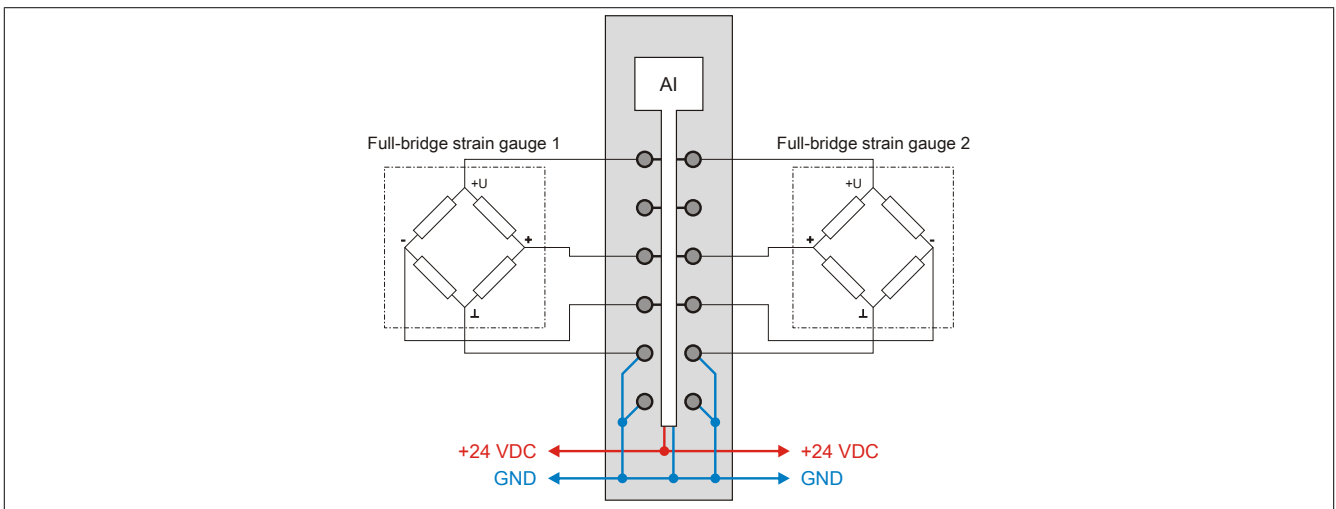 AI
Full-bridge strain gauge 1
Full-bridge strain gauge 2
+U
+U
-
+
+
-
⊥
⊥
+24 VDC
+24 VDC
GND
GND